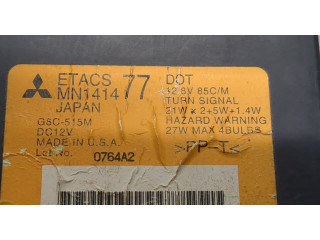 ETACS
MN1414 77
JAPAN
G8C-515M
DC12V
MADE IN U.S.A.
Lot No. 0764A2
DOT
12.8V 85C/M
TURN SIGNAL
21W × 2+5W+1.4W
HAZARD WARNING
27W MAX 4BULBS
>PP-T<